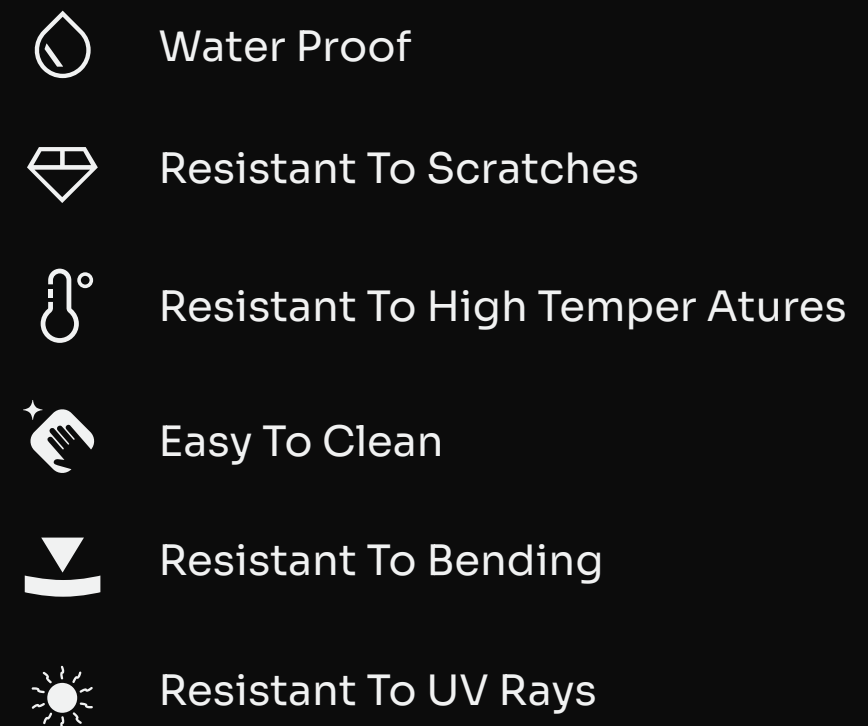 Water Proof
Resistant To Scratches
Resistant To High Temper Atures
Easy To Clean
Resistant To Bending
Resistant To UV Rays